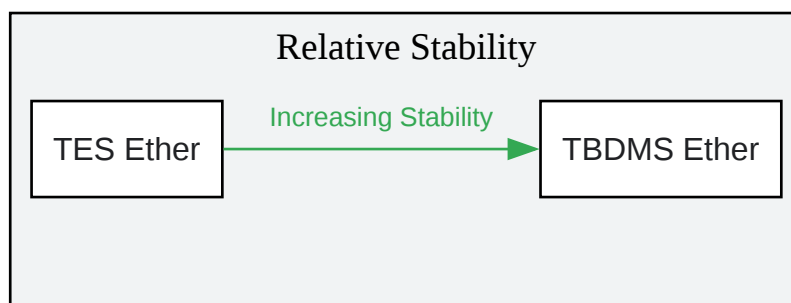 Relative Stability
Increasing Stability
TES Ether
TBDMS Ether